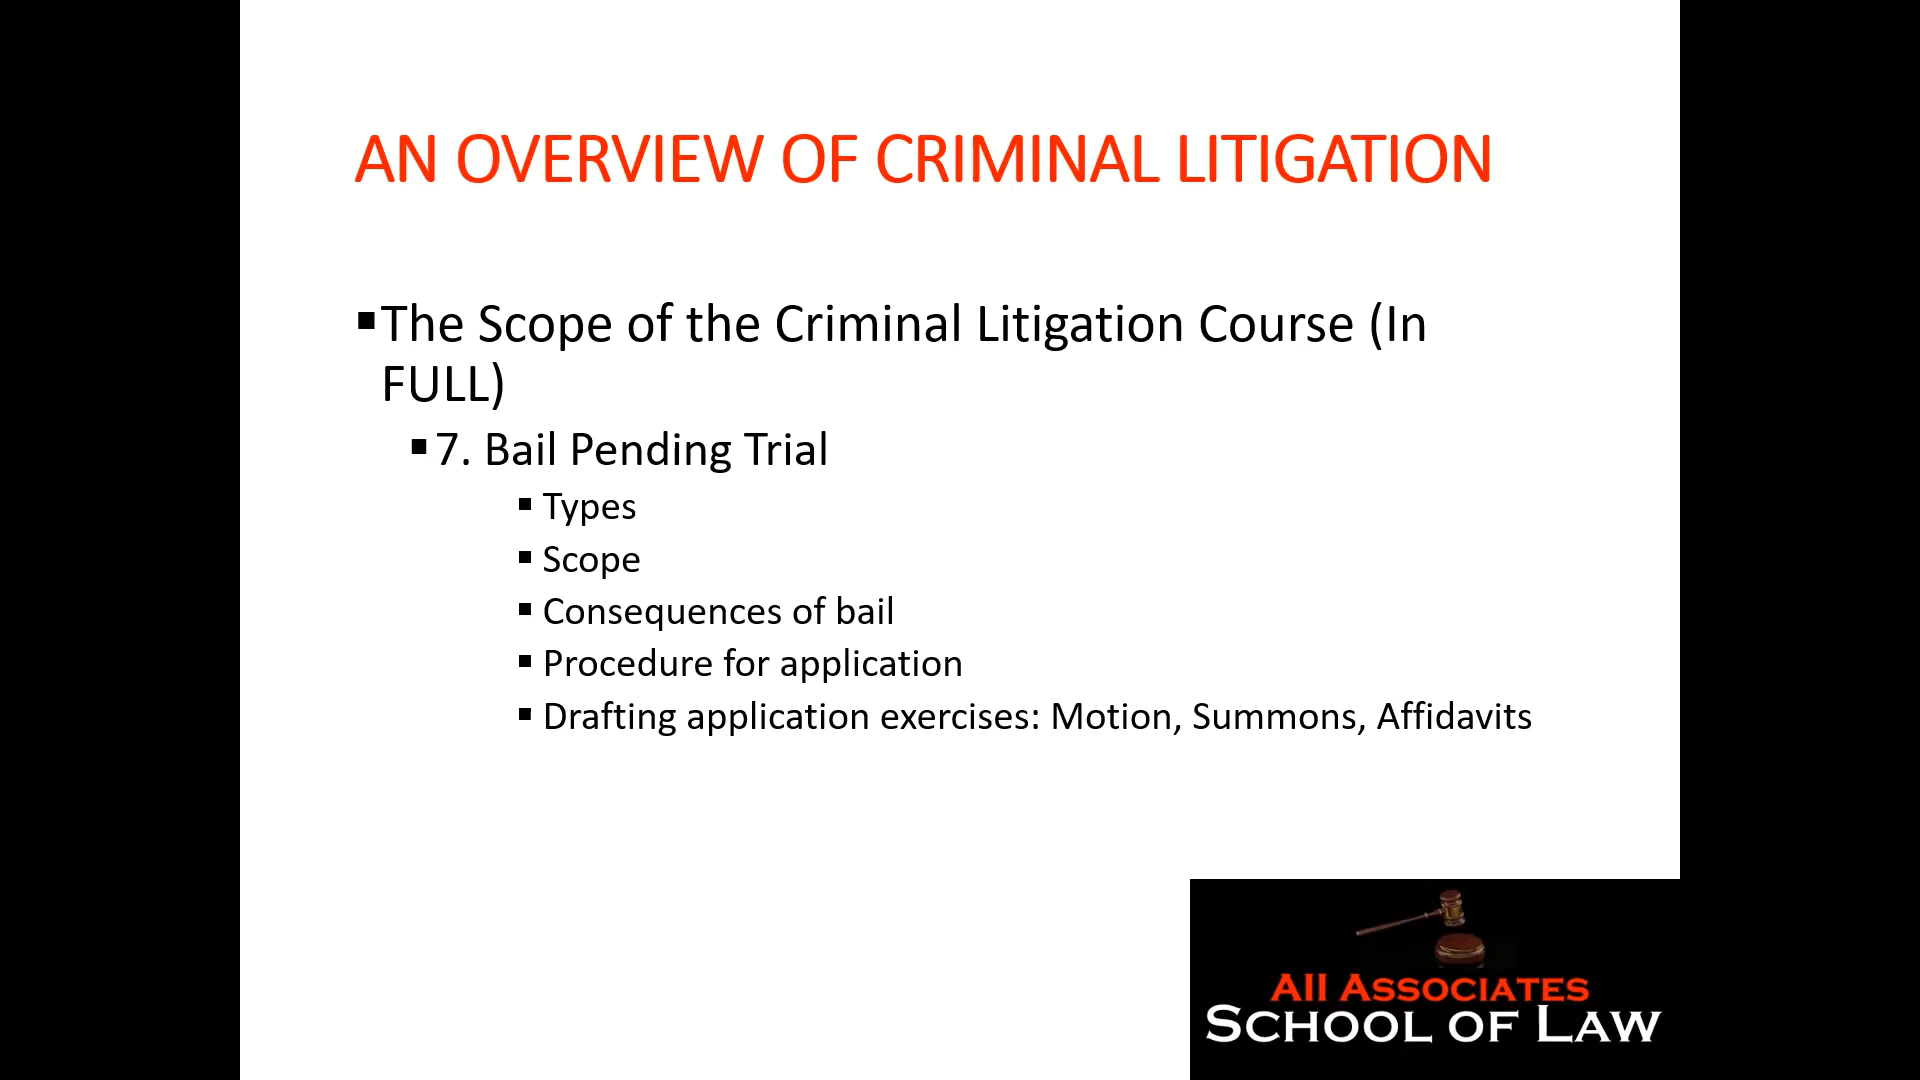 AN OVERVIEW OF CRIMINAL LITIGATION
▪The Scope of the Criminal Litigation Course (In
FULL)
▪7. Bail Pending Trial
▪Types
▪Scope
▪Consequences of bail
▪Procedure for application
▪Drafting application exercises: Motion, Summons, Affidavits
AII ASSOCIATES
SCHOOL OF LAW